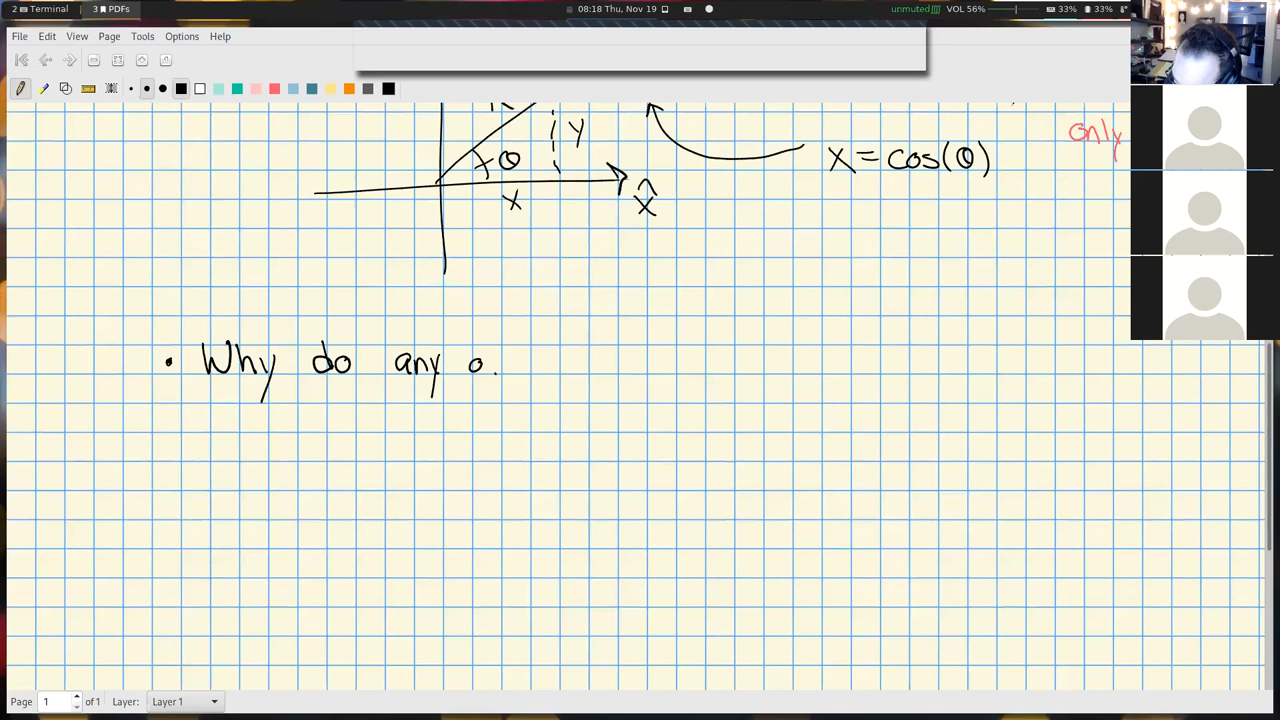 2 Terminal 3 PDFs 08:18 Thu, Nov 19 unmuted VOL 56% 33% 33%
File Edit View Page Tools Options Help
y
θ
x = cos(θ)
only
x
x̂
• Why do any o
Page 1 of 1 Layer: Layer 1